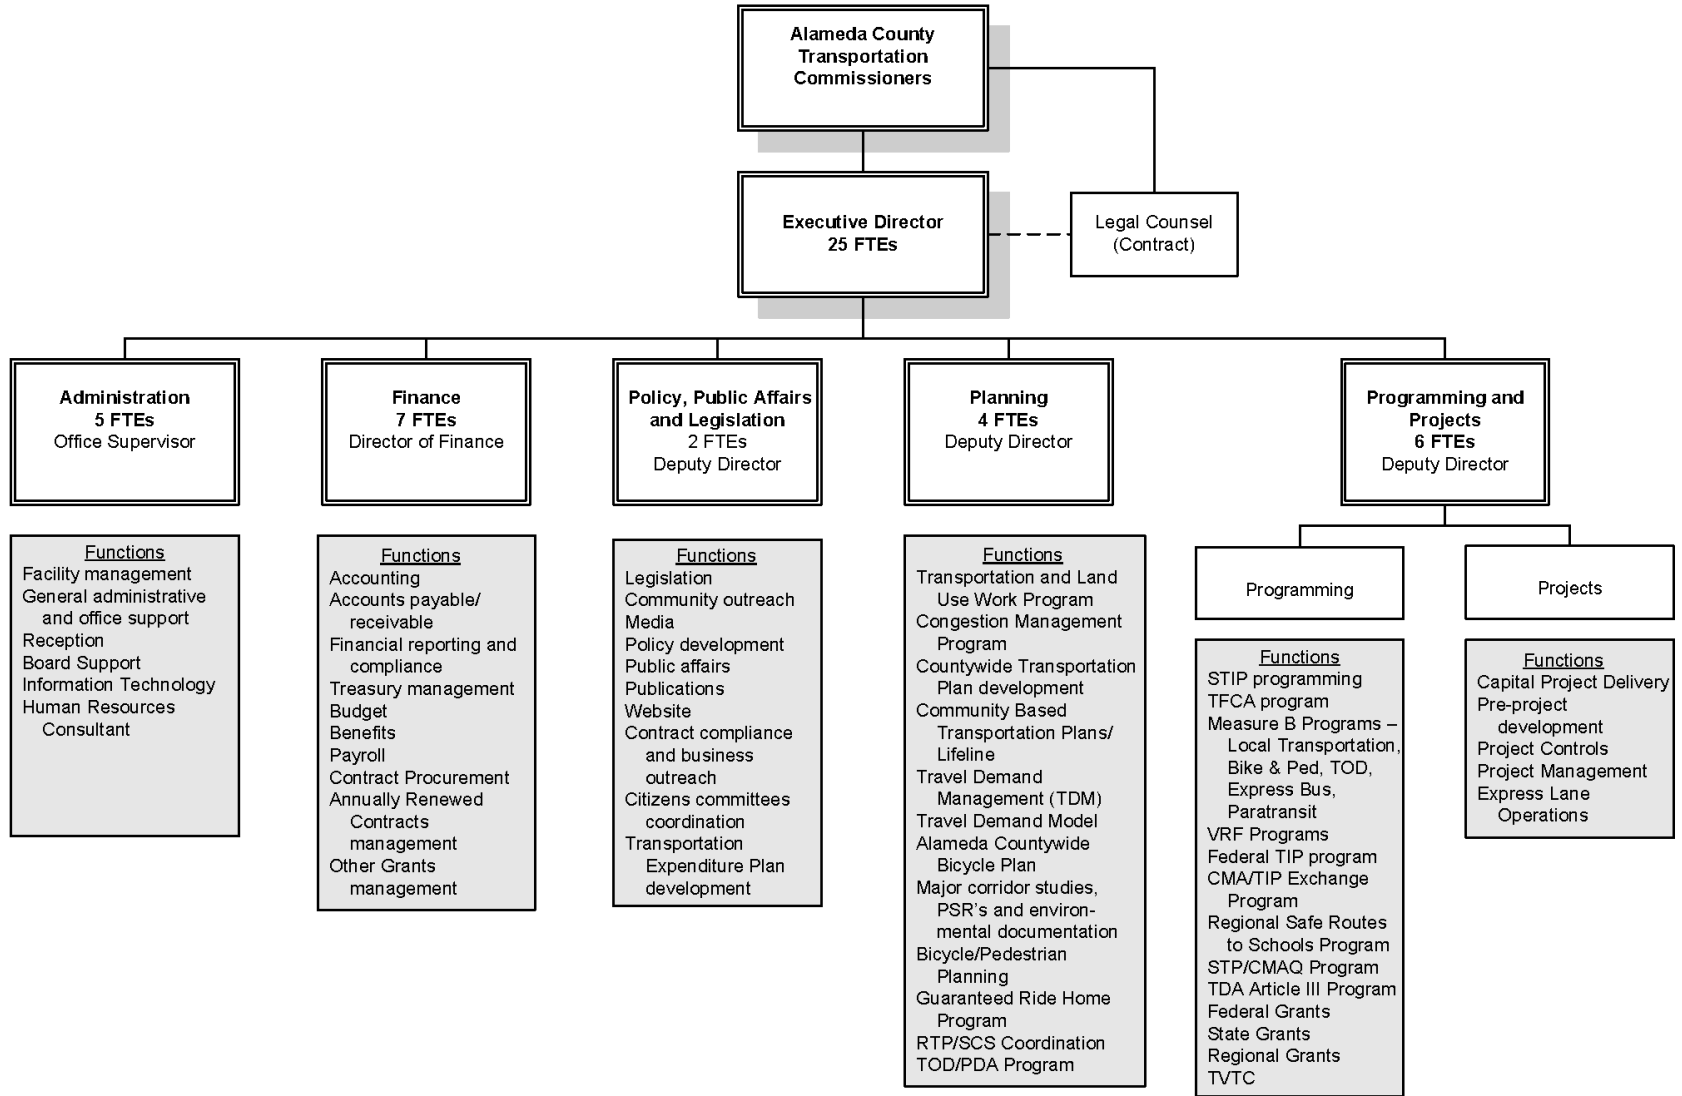 Alameda County
Transportation
Commissioners
Executive Director
25 FTEs
Legal Counsel
(Contract)
Administration
5 FTEs
Office Supervisor
Finance
7 FTEs
Director of Finance
Policy, Public Affairs
and Legislation
2 FTEs
Deputy Director
Planning
4 FTEs
Deputy Director
Programming and
Projects
6 FTEs
Deputy Director
Functions
Facility management
General administrative
and office support
Reception
Board Support
Information Technology
Human Resources
Consultant
Functions
Accounting
Accounts payable/
receivable
Financial reporting and
compliance
Treasury management
Budget
Benefits
Payroll
Contract Procurement
Annually Renewed
Contracts
management
Other Grants
management
Functions
Legislation
Community outreach
Media
Policy development
Public affairs
Publications
Website
Contract compliance
and business
outreach
Citizens committees
coordination
Transportation
Expenditure Plan
development
Functions
Transportation and Land
Use Work Program
Congestion Management
Program
Countywide Transportation
Plan development
Community Based
Transportation Plans/
Lifeline
Travel Demand
Management (TDM)
Travel Demand Model
Alameda Countywide
Bicycle Plan
Major corridor studies,
PSR's and environ-
mental documentation
Bicycle/Pedestrian
Planning
Guaranteed Ride Home
Program
RTP/SCS Coordination
TOD/PDA Program
Programming
Functions
STIP programming
TFCA program
Measure B Programs –
Local Transportation,
Bike & Ped, TOD,
Express Bus,
Paratransit
VRF Programs
Federal TIP program
CMA/TIP Exchange
Program
Regional Safe Routes
to Schools Program
STP/CMAQ Program
TDA Article III Program
Federal Grants
State Grants
Regional Grants
TVTC
Projects
Functions
Capital Project Delivery
Pre-project
development
Project Controls
Project Management
Express Lane
Operations